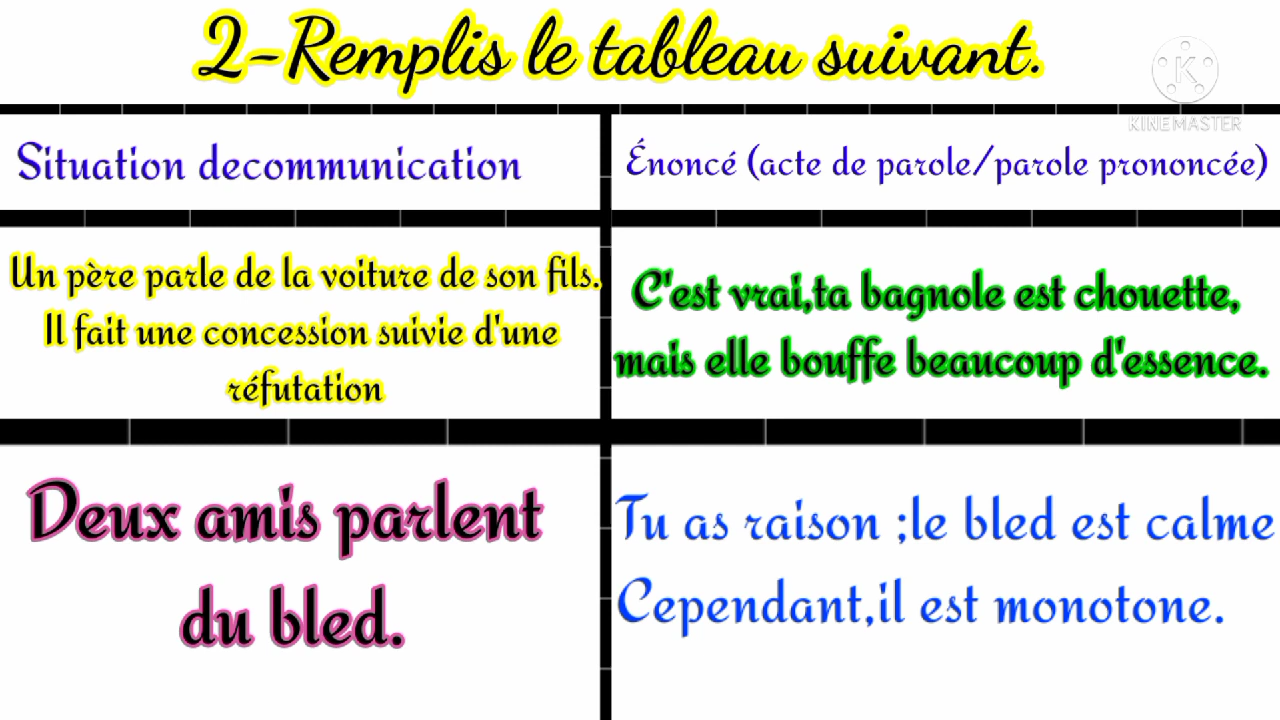 2-Remplis le tableau suivant.
KINEMASTER
Situation decommunication
Énoncé (acte de parole/parole prononcée)
Un père parle de la voiture de son fils.
Il fait une concession suivie d'une
réfutation
C'est vrai,ta bagnole est chouette,
mais elle bouffe beaucoup d'essence.
Deux amis parlent
du bled.
Tu as raison ;le bled est calme
Cependant,il est monotone.